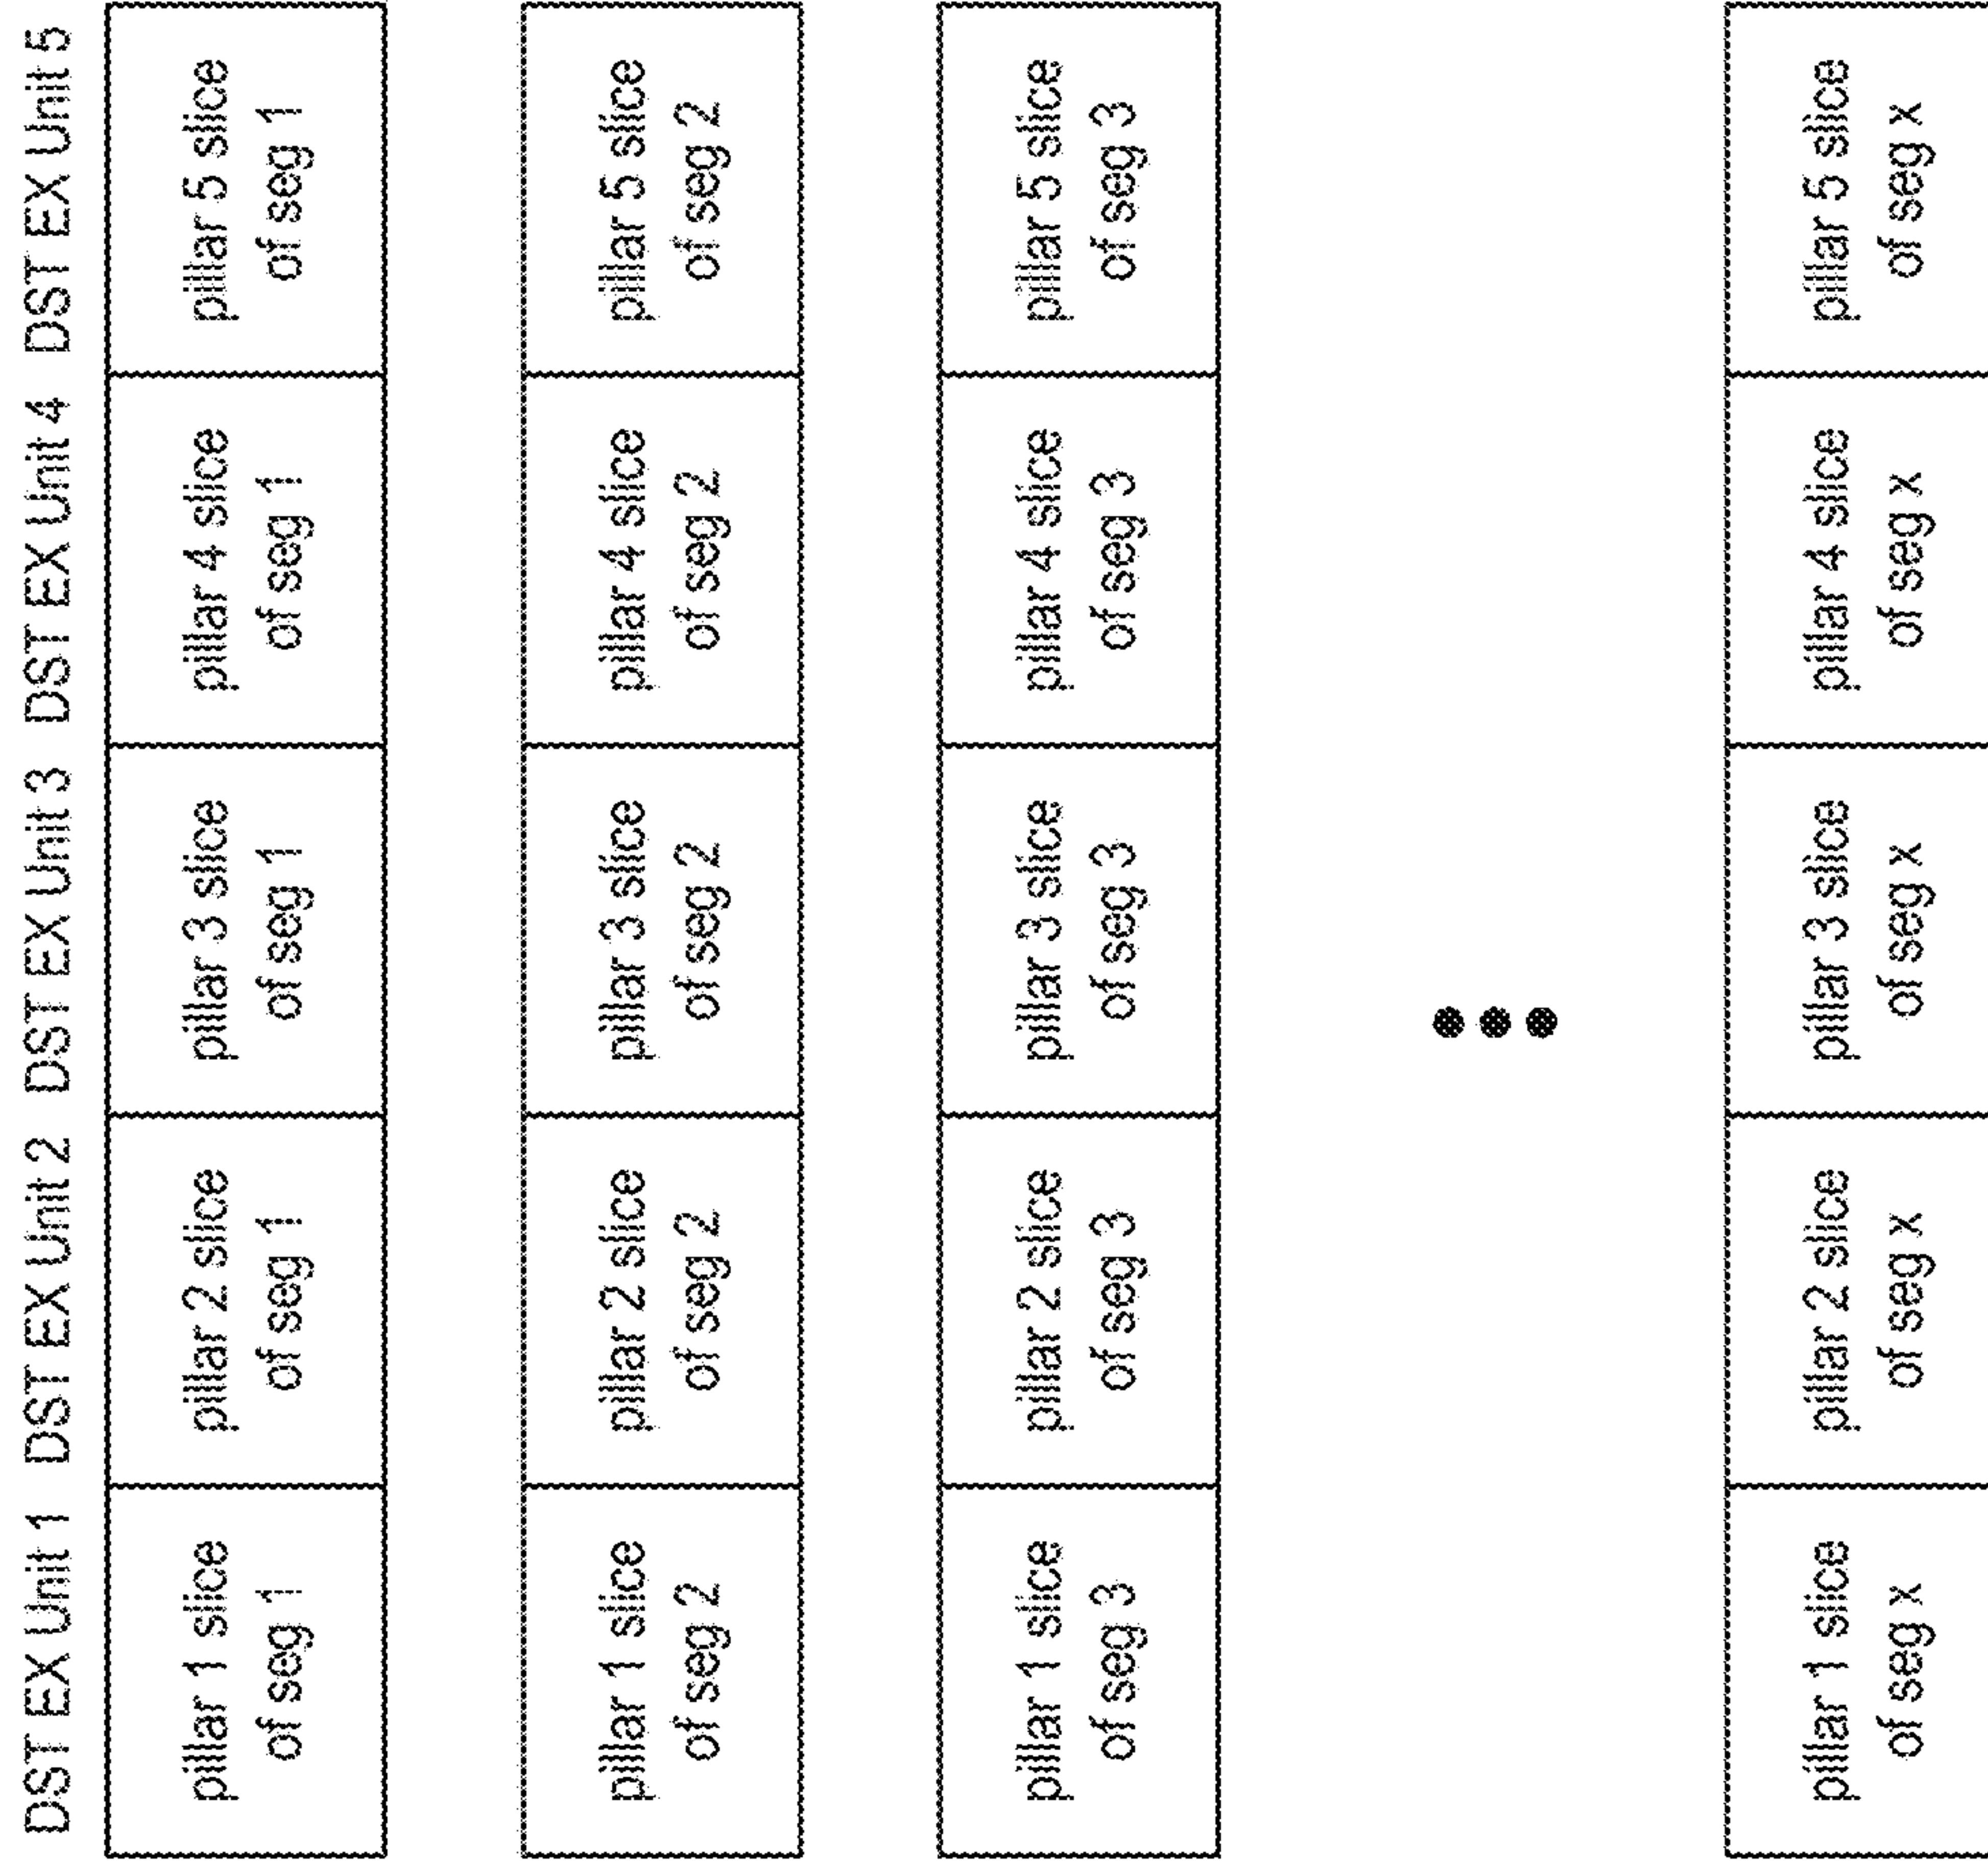 DST EX Unit 1 DST EX Unit 2 DST EX Unit 3 DST EX Unit 4 DST EX Unit 5
pillar 1 slice
of seg 1
pillar 2 slice
of seg 1
pillar 3 slice
of seg 1
pillar 4 slice
of seg 1
pillar 5 slice
of seg 1
pillar 1 slice
of seg 2
pillar 2 slice
of seg 2
pillar 3 slice
of seg 2
pillar 4 slice
of seg 2
pillar 5 slice
of seg 2
pillar 1 slice
of seg 3
pillar 2 slice
of seg 3
pillar 3 slice
of seg 3
pillar 4 slice
of seg 3
pillar 5 slice
of seg 3
pillar 1 slice
of seg x
pillar 2 slice
of seg x
pillar 3 slice
of seg x
pillar 4 slice
of seg x
pillar 5 slice
of seg x